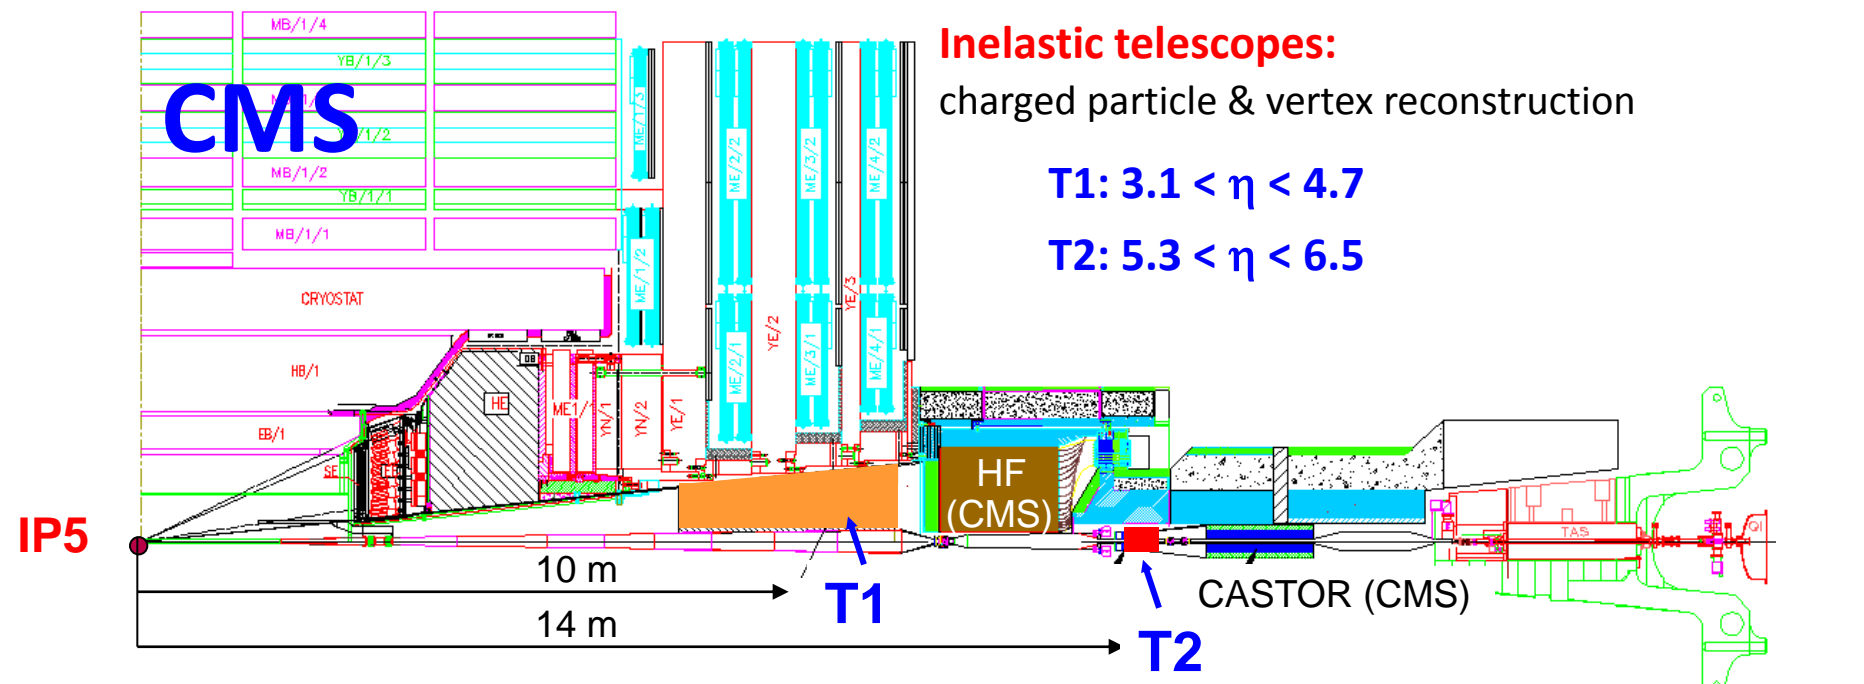 MB/1/4
YB/1/3
CMS
YB/1/2
MB/1/2
YB/1/1
MB/1/1
CRYOSTAT
HB/1
EB/1
SE
HE
ME1/1
YN/1
YN/2
YE/1
ME/1/3
ME/1/2
ME/2/2
ME/2/1
YE/2
ME/3/2
ME/3/1
YE/3
ME/4/2
ME/4/1
Inelastic telescopes:
charged particle & vertex reconstruction
T1: 3.1 < η < 4.7
T2: 5.3 < η < 6.5
HF
(CMS)
TAS
Q1
IP5
10 m
T1
CASTOR (CMS)
14 m
T2